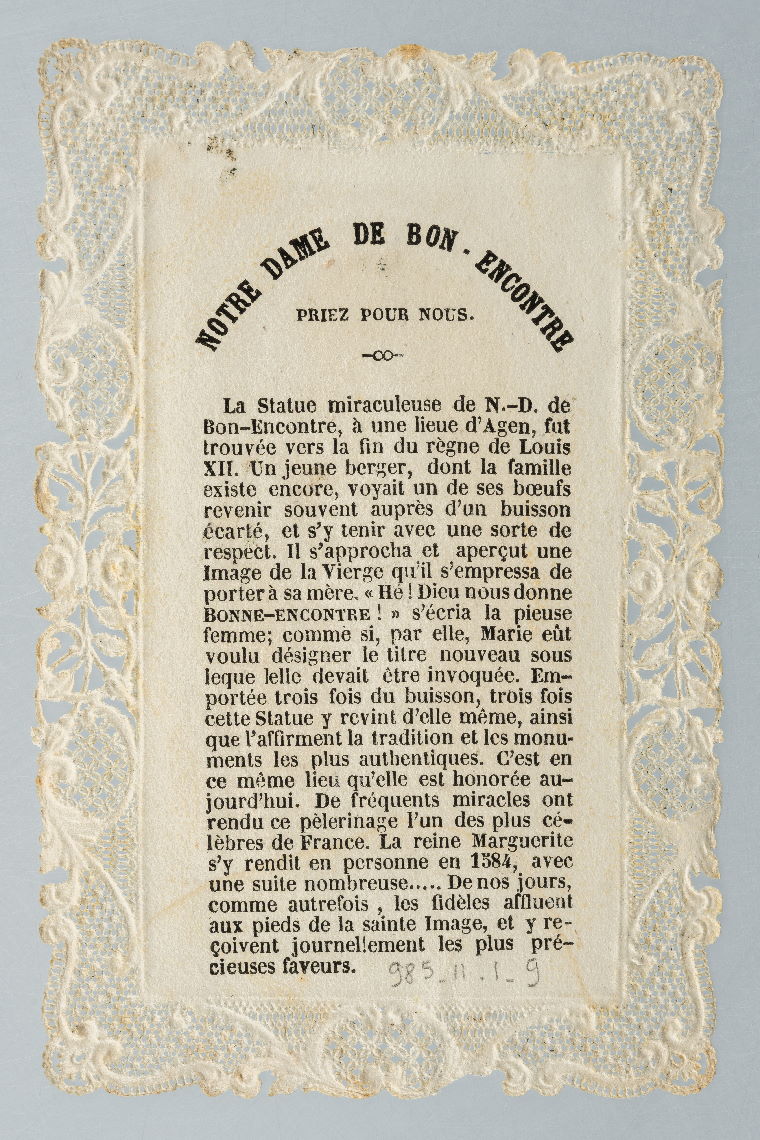 NOTRE DAME DE BON-ENCONTRE
PRIEZ POUR NOUS.
La Statue miraculeuse de N.-D. de
Bon-Encontre, à une lieue d'Agen, fut
trouvée vers la fin du règne de Louis
XII. Un jeune berger, dont la famille
existe encore, voyait un de ses bœufs
revenir souvent auprès d'un buisson
écarté, et s'y tenir avec une sorte de
respect. Il s'approcha et aperçut une
Image de la Vierge qu'il s'empressa de
porter à sa mère. « Hé ! Dieu nous donne
BONNE-ENCONTRE ! » s'écria la pieuse
femme; comme si, par elle, Marie eût
voulu désigner le titre nouveau sous
leque lelle devait être invoquée. Em-
portée trois fois du buisson, trois fois
cette Statue y revint d'elle même, ainsi
que l'affirment la tradition et les monu-
ments les plus authentiques. C'est en
ce même lieu qu'elle est honorée au-
jourd'hui. De fréquents miracles ont
rendu ce pèlerinage l'un des plus cé-
lèbres de France. La reine Marguerite
s'y rendit en personne en 1584, avec
une suite nombreuse..... De nos jours,
comme autrefois , les fidèles affluent
aux pieds de la sainte Image, et y re-
çoivent journellement les plus pré-
cieuses faveurs.
985_11.1_9